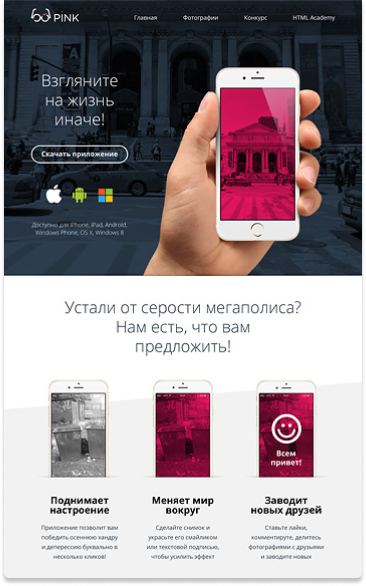 PINK
Главная Фотографии Конкурс HTML Academy
Взгляните
на жизнь
иначе!
Скачать приложение
Доступно для iPhone, iPad, Android,
Windows Phone, OS X, Windows 8
Устали от серости мегаполиса?
Нам есть, что вам
предложить!
Всем
привет!
Поднимает
настроение
Приложение позволит вам
победить осеннюю хандру
и депрессию буквально в
несколько кликов!
Меняет мир
вокруг
Сделайте снимок и
украсьте его смайликом
или текстовой подписью,
чтобы усилить эффект
Заводит
новых друзей
Ставьте лайки,
комментируйте, делитесь
фотографиями с друзьями
и заводите новых